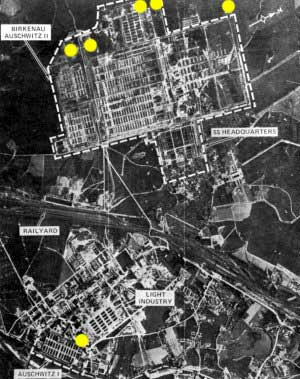 BIRKENAU
AUSCHWITZ II
SS HEADQUARTERS
RAILYARD
LIGHT
INDUSTRY
AUSCHWITZ I